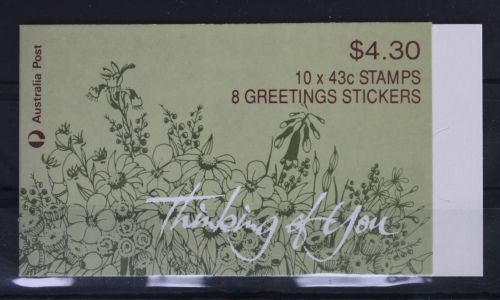 Australia Post
$4.30
10 x 43c STAMPS
8 GREETINGS STICKERS
Thinking of You